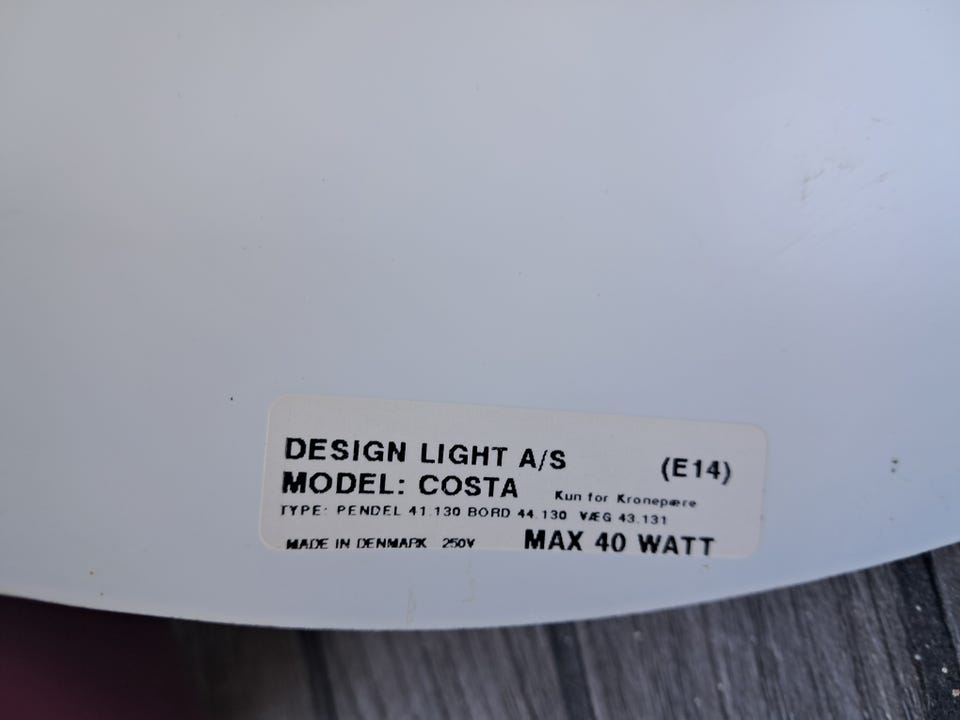 DESIGN LIGHT A/S (E14)
MODEL: COSTA Kun for Kronepære
TYPE: PENDEL 41.130 BORD 44.130 VÆG 43.131
MADE IN DENMARK 250V MAX 40 WATT